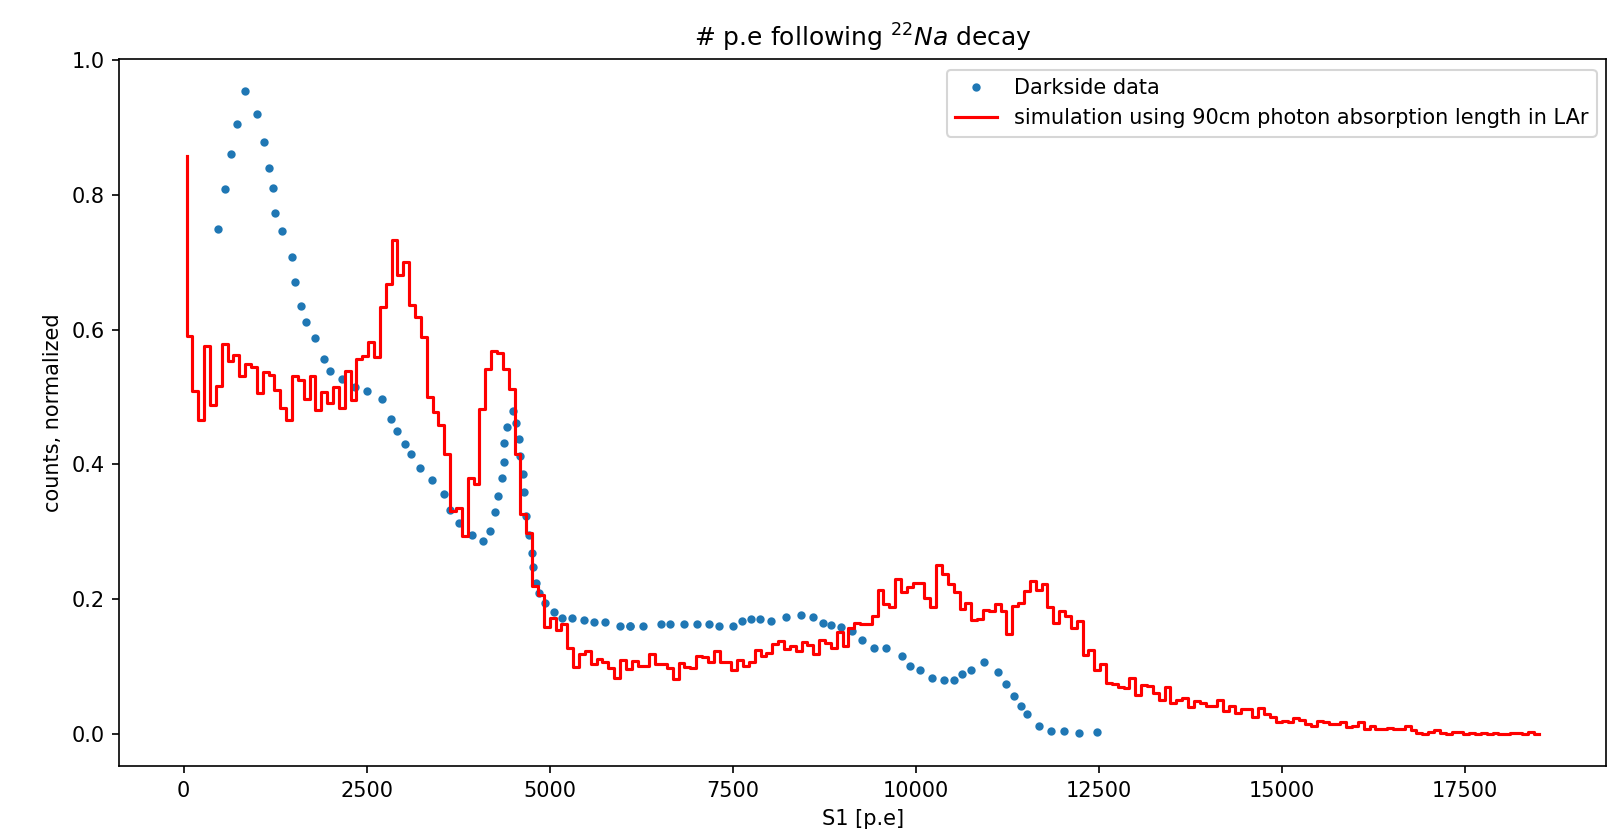 # p.e following ²²Na decay
Darkside data
simulation using 90cm photon absorption length in LAr
counts, normalized
1.0
0.8
0.6
0.4
0.2
0.0
0 2500 5000 7500 10000 12500 15000 17500
S1 [p.e]